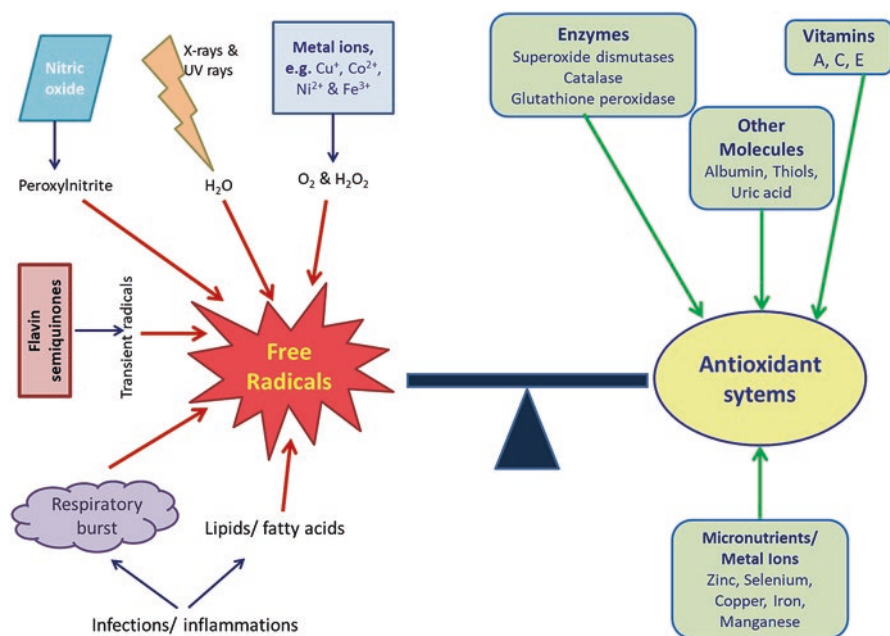 Nitric
oxide
X-rays &
UV rays
Metal ions,
e.g. Cu⁺, Co²⁺,
Ni²⁺ & Fe³⁺
Peroxylnitrite
H₂O
O₂ & H₂O₂
Flavin
semiquinones
Transient radicals
Free
Radicals
Respiratory
burst
Lipids/ fatty acids
Infections/ inflammations
Enzymes
Superoxide dismutases
Catalase
Glutathione peroxidase
Vitamins
A, C, E
Other
Molecules
Albumin, Thiols,
Uric acid
Antioxidant
sytems
Micronutrients/
Metal Ions
Zinc, Selenium,
Copper, Iron,
Manganese